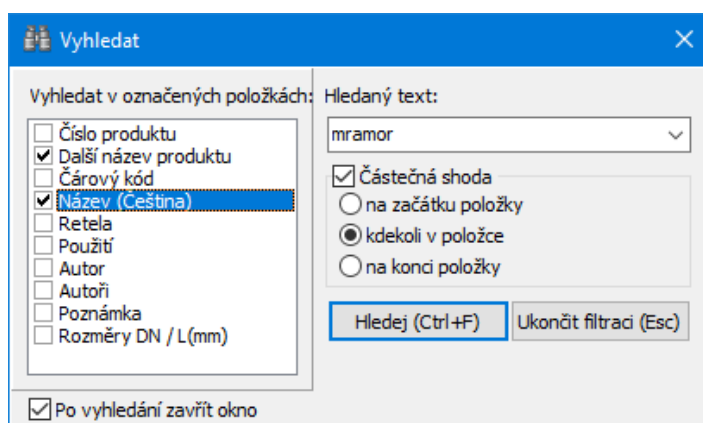 Vyhledat
Vyhledat v označených položkách:
Číslo produktu
Další název produktu
Čárový kód
Název (Čeština)
Retela
Použití
Autor
Autoři
Poznámka
Rozměry DN / L(mm)
Po vyhledání zavřít okno
Hledaný text:
mramor
Částečná shoda
na začátku položky
kdekoli v položce
na konci položky
Hledej (Ctrl+F)
Ukončit filtraci (Esc)